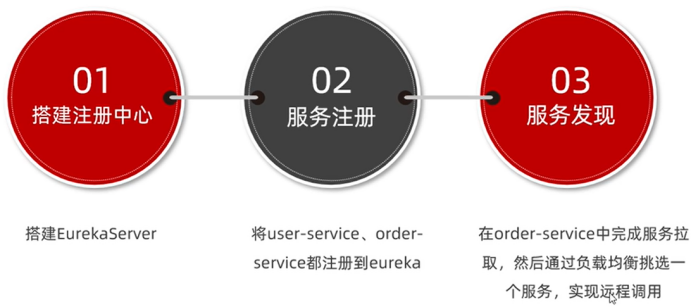 01
搭建注册中心
搭建EurekaServer
02
服务注册
将user-service、order-
service都注册到eureka
03
服务发现
在order-service中完成服务拉
取，然后通过负载均衡挑选一
个服务，实现远程调用